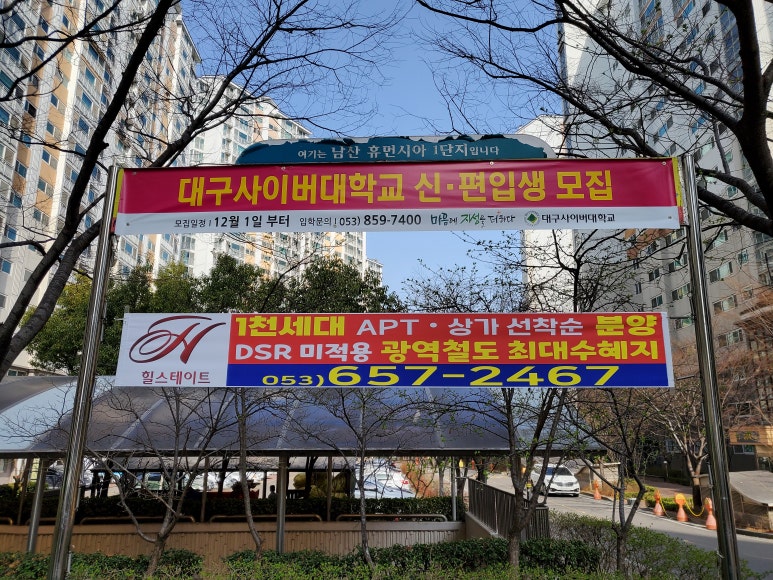 여기는 남산 휴먼시아 1단지입니다
대구사이버대학교 신·편입생 모집
모집일정 | 12월 1일 부터 입학문의 | (053) 859-7400 마음에 지성을 더하다 대구사이버대학교
힐스테이트
1천세대 APT · 상가 선착순 분양
DSR 미적용 광역철도 최대수혜지
053) 657-2467